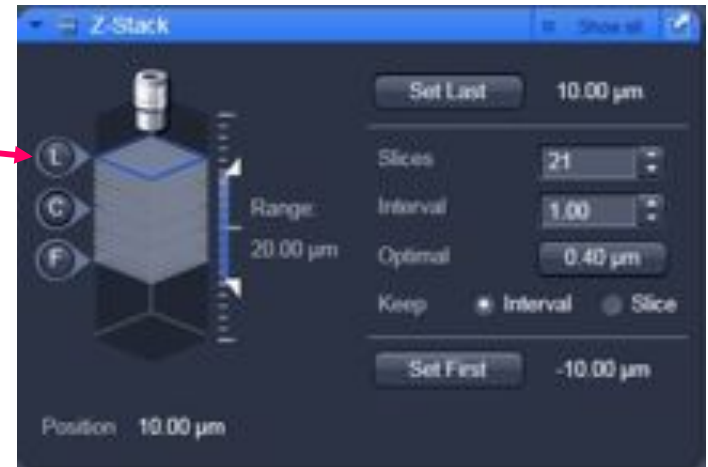 Z-Stack Show all
Set Last 10.00 µm
L
Slices 21
C
Range: Interval 1.00
20.00 µm Optimal 0.40 µm
F
Keep Interval Slice
Set First -10.00 µm
Position 10.00 µm